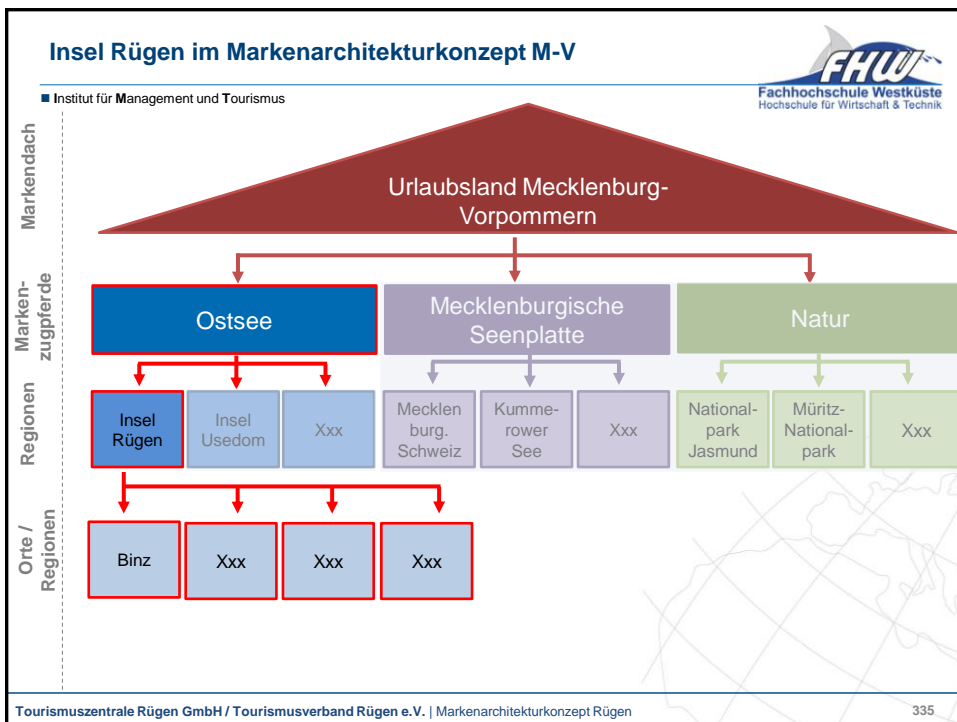 Insel Rügen im Markenarchitekturkonzept M-V
FHW
Fachhochschule Westküste
Hochschule für Wirtschaft & Technik
■ Institut für Management und Tourismus
Markendach
Urlaubsland Mecklenburg-
Vorpommern
Marken-
zugpferde
Ostsee
Mecklenburgische
Seenplatte
Natur
Regionen
Insel
Rügen
Insel
Usedom
Xxx
Mecklen
burg.
Schweiz
Kumme-
rower
See
Xxx
National-
park
Jasmund
Müritz-
National-
park
Xxx
Orte /
Regionen
Binz
Xxx
Xxx
Xxx
Tourismuszentrale Rügen GmbH / Tourismusverband Rügen e.V. | Markenarchitekturkonzept Rügen
335